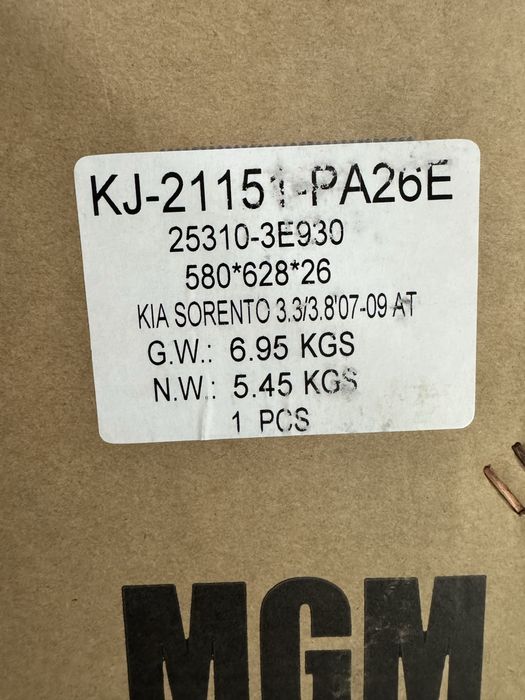 KJ-21151-PA26E
25310-3E930
580*628*26
KIA SORENTO 3.3/3.8'07-09 AT
G.W.: 6.95 KGS
N.W.: 5.45 KGS
1 PCS
MGM